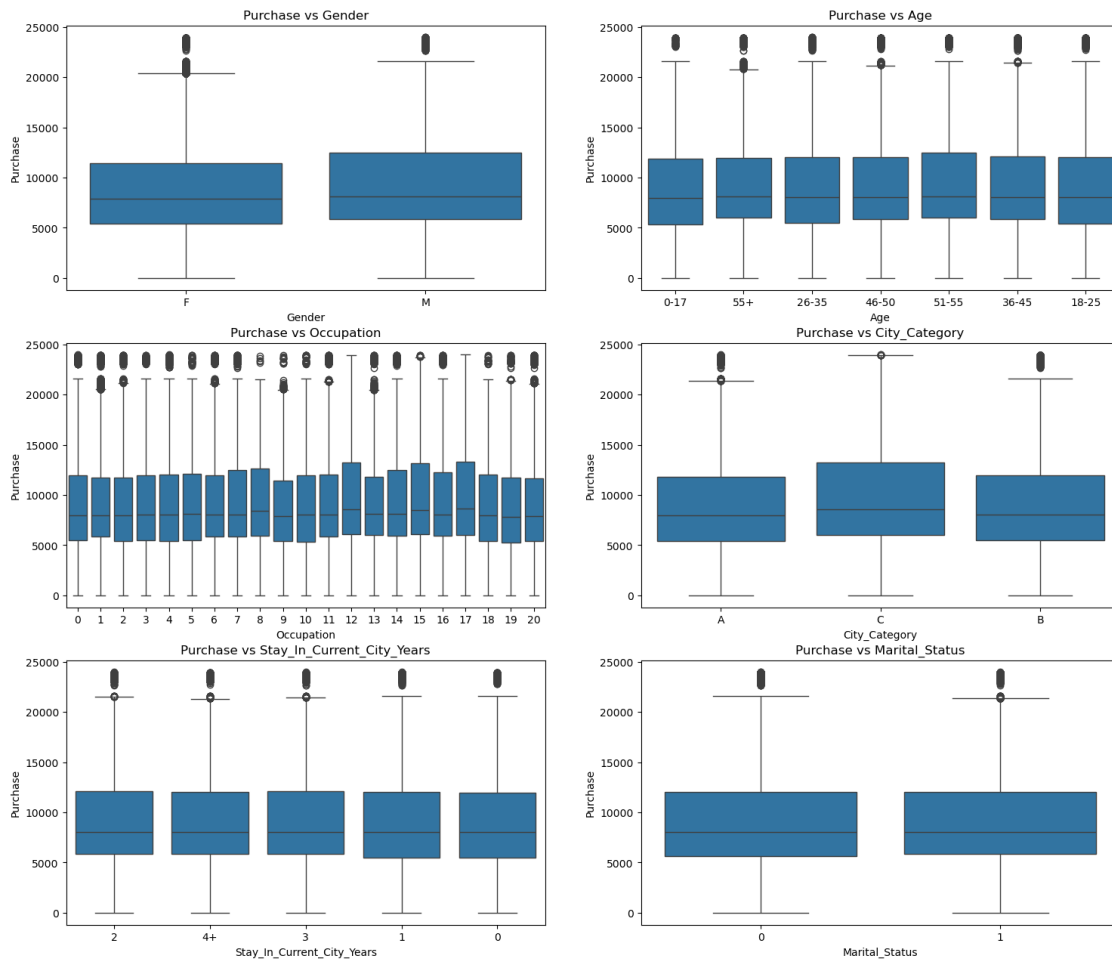 Purchase vs Gender
Purchase
25000
20000
15000
10000
5000
0
F M
Gender
Purchase vs Age
Purchase
25000
20000
15000
10000
5000
0
0-17 55+ 26-35 46-50 51-55 36-45 18-25
Age
Purchase vs Occupation
Purchase
25000
20000
15000
10000
5000
0
0 1 2 3 4 5 6 7 8 9 10 11 12 13 14 15 16 17 18 19 20
Occupation
Purchase vs City_Category
Purchase
25000
20000
15000
10000
5000
0
A C B
City_Category
Purchase vs Stay_In_Current_City_Years
Purchase
25000
20000
15000
10000
5000
0
2 4+ 3 1 0
Stay_In_Current_City_Years
Purchase vs Marital_Status
Purchase
25000
20000
15000
10000
5000
0
0 1
Marital_Status